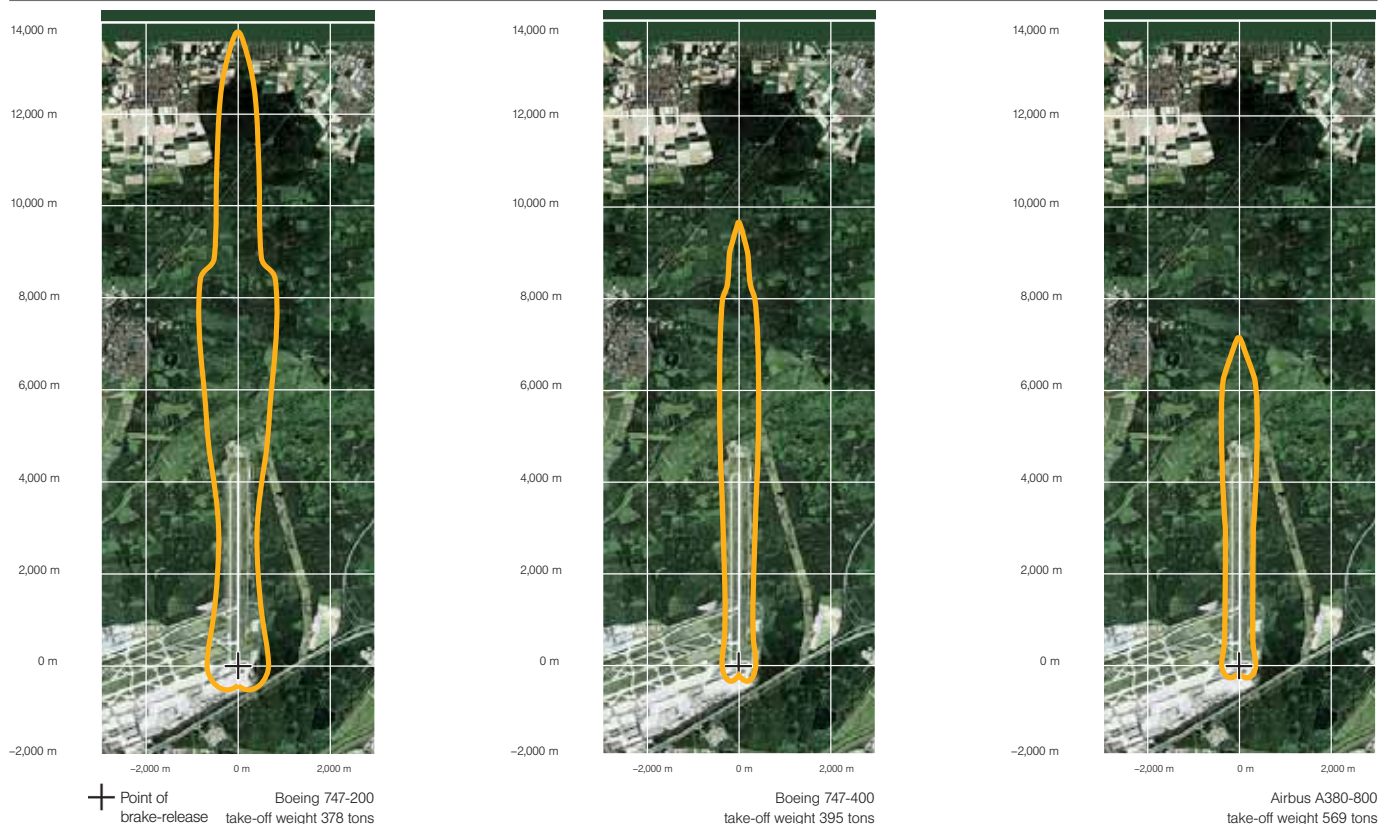 14,000 m
12,000 m
10,000 m
8,000 m
6,000 m
4,000 m
2,000 m
0 m
−2,000 m
−2,000 m 0 m 2,000 m
Point of
brake-release
Boeing 747-200
take-off weight 378 tons
14,000 m
12,000 m
10,000 m
8,000 m
6,000 m
4,000 m
2,000 m
0 m
−2,000 m
−2,000 m 0 m 2,000 m
Boeing 747-400
take-off weight 395 tons
14,000 m
12,000 m
10,000 m
8,000 m
6,000 m
4,000 m
2,000 m
0 m
−2,000 m
−2,000 m 0 m 2,000 m
Airbus A380-800
take-off weight 569 tons